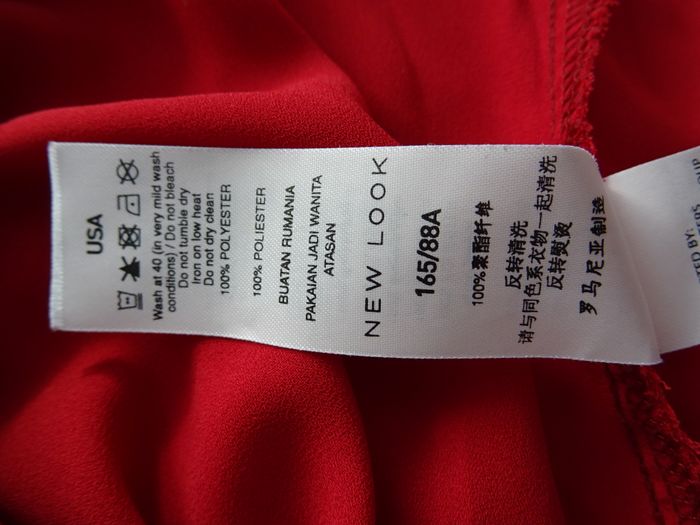 USA
Wash at 40 (in very mild wash
conditions) / Do not bleach
Do not tumble dry
Iron on low heat
Do not dry clean
100% POLYESTER
100% POLIESTER
BUATAN RUMANIA
PAKAIAN JADI WANITA
ATASAN
NEW LOOK
165/88A
100%聚酯纤维
反转清洗
请与同色系衣物一起清洗
反转熨烫
罗马尼亚制造